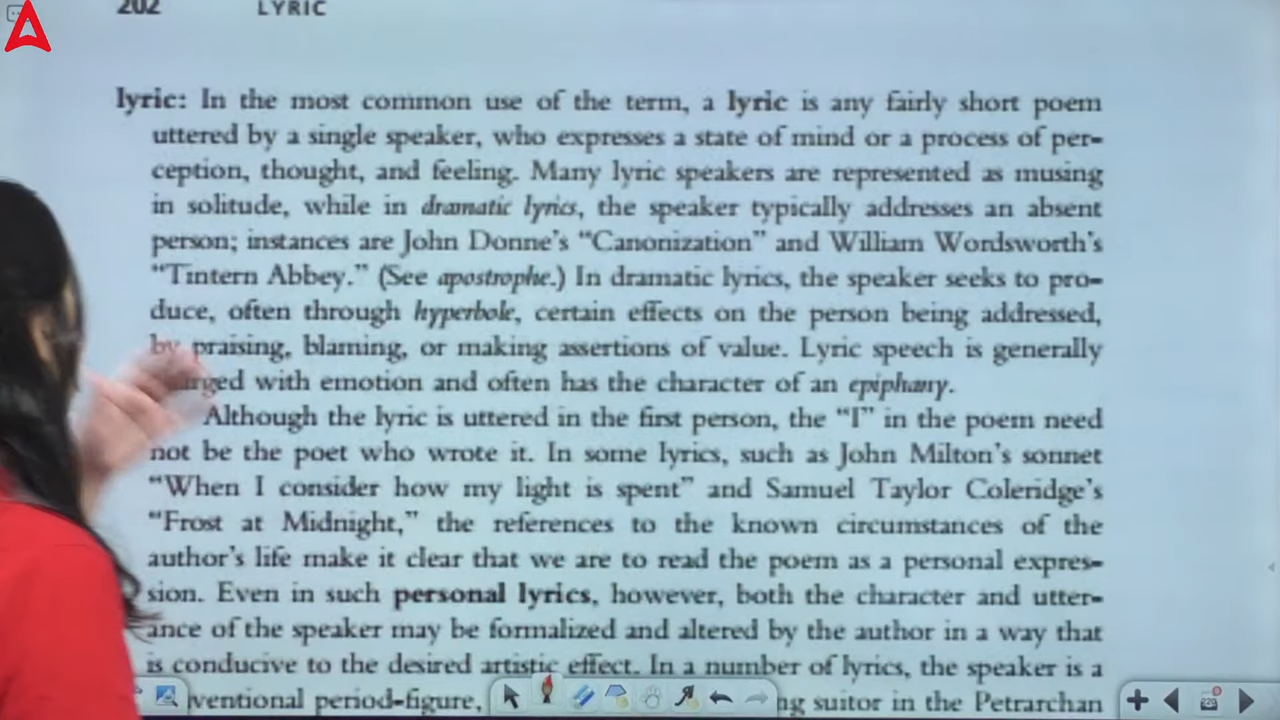 202 LYRIC
lyric: In the most common use of the term, a lyric is any fairly short poem
uttered by a single speaker, who expresses a state of mind or a process of per-
ception, thought, and feeling. Many lyric speakers are represented as musing
in solitude, while in dramatic lyrics, the speaker typically addresses an absent
person; instances are John Donne's "Canonization" and William Wordsworth's
"Tintern Abbey." (See apostrophe.) In dramatic lyrics, the speaker seeks to pro-
duce, often through hyperbole, certain effects on the person being addressed,
by praising, blaming, or making assertions of value. Lyric speech is generally
with emotion and often has the character of an epiphany.
Although the lyric is uttered in the first person, the "I" in the poem need
not be the poet who wrote it. In some lyrics, such as John Milton's sonnet
"When I consider how my light is spent" and Samuel Taylor Coleridge's
"Frost at Midnight," the references to the known circumstances of the
author's life make it clear that we are to read the poem as a personal expres-
sion. Even in such personal lyrics, however, both the character and utter-
ance of the speaker may be formalized and altered by the author in a way that
is conducive to the desired artistic effect. In a number of lyrics, the speaker is a
period-figure, suitor in the Petrarchan